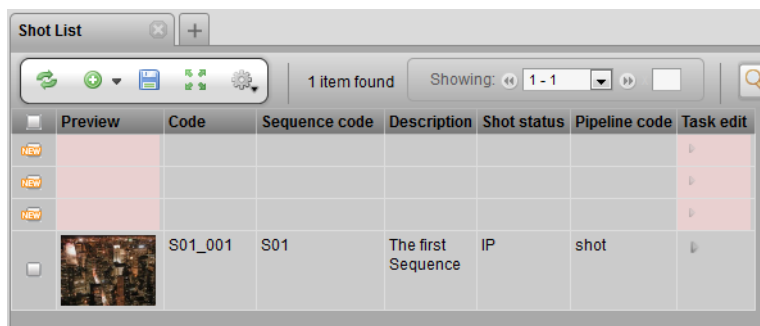 Shot List
1 item found
Showing: 1 - 1
Preview Code Sequence code Description Shot status Pipeline code Task edit
NEW
NEW
NEW
S01_001 S01 The first IP shot
Sequence